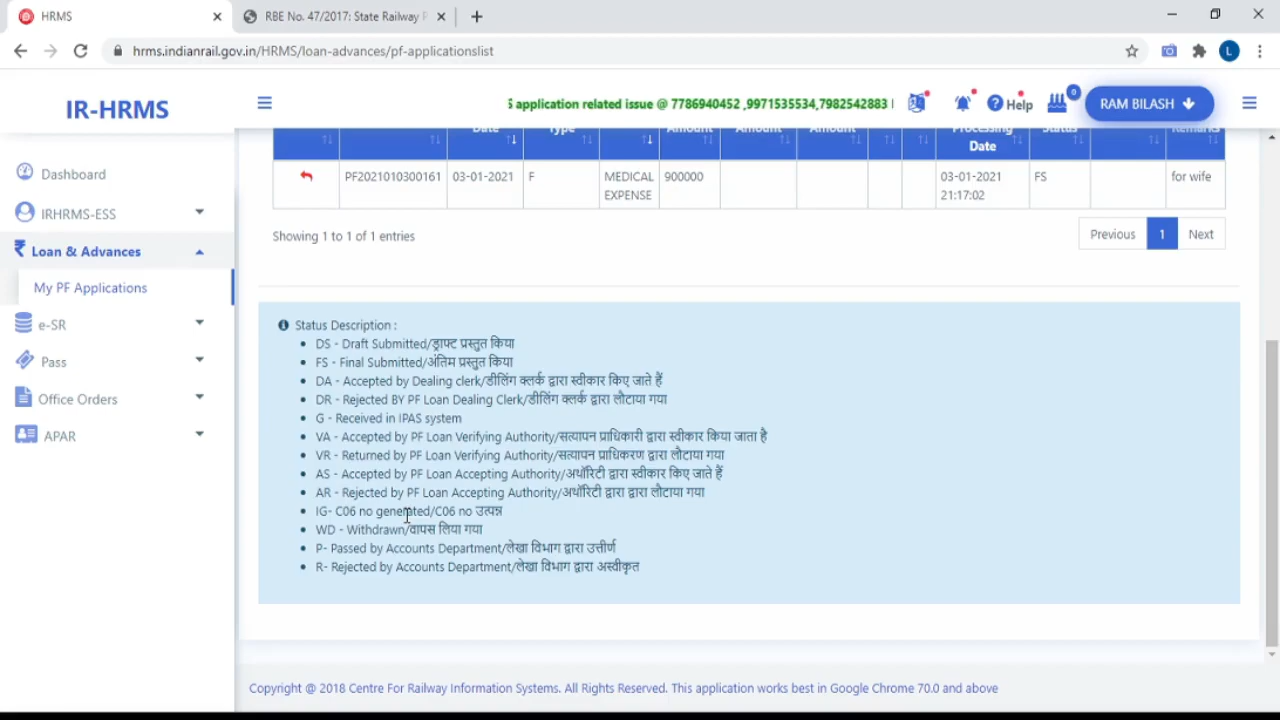 HRMS
RBE No. 47/2017: State Railway P
hrms.indianrail.gov.in/HRMS/loan-advances/pf-applicationslist
L
IR-HRMS
application related issue @ 7786940452 ,9971535534,7982542883
Help
0
RAM BILASH
Dashboard
IRHRMS-ESS
Loan & Advances
My PF Applications
e-SR
Pass
Office Orders
APAR
Date Type Amount Amount Amount Processing Date Status Remarks
PF2021010300161 03-01-2021 F MEDICAL EXPENSE 900000 03-01-2021 21:17:02 FS for wife
Showing 1 to 1 of 1 entries
Previous 1 Next
Status Description :
DS - Draft Submitted/ड्राफ्ट प्रस्तुत किया
FS - Final Submitted/अंतिम प्रस्तुत किया
DA - Accepted by Dealing clerk/डीलिंग क्लर्क द्वारा स्वीकार किए जाते हैं
DR - Rejected BY PF Loan Dealing Clerk/डीलिंग क्लर्क द्वारा लौटाया गया
G - Received in IPAS system
VA - Accepted by PF Loan Verifying Authority/सत्यापन प्राधिकारी द्वारा स्वीकार किया जाता है
VR - Returned by PF Loan Verifying Authority/सत्यापन प्राधिकरण द्वारा लौटाया गया
AS - Accepted by PF Loan Accepting Authority/अथॉरिटी द्वारा स्वीकार किए जाते हैं
AR - Rejected by PF Loan Accepting Authority/अथॉरिटी द्वारा द्वारा लौटाया गया
IG- C06 no generated/C06 no उत्पन्न
WD - Withdrawn/वापस लिया गया
P- Passed by Accounts Department/लेखा विभाग द्वारा उत्तीर्ण
R- Rejected by Accounts Department/लेखा विभाग द्वारा अस्वीकृत
Copyright @ 2018 Centre For Railway Information Systems. All Rights Reserved. This application works best in Google Chrome 70.0 and above